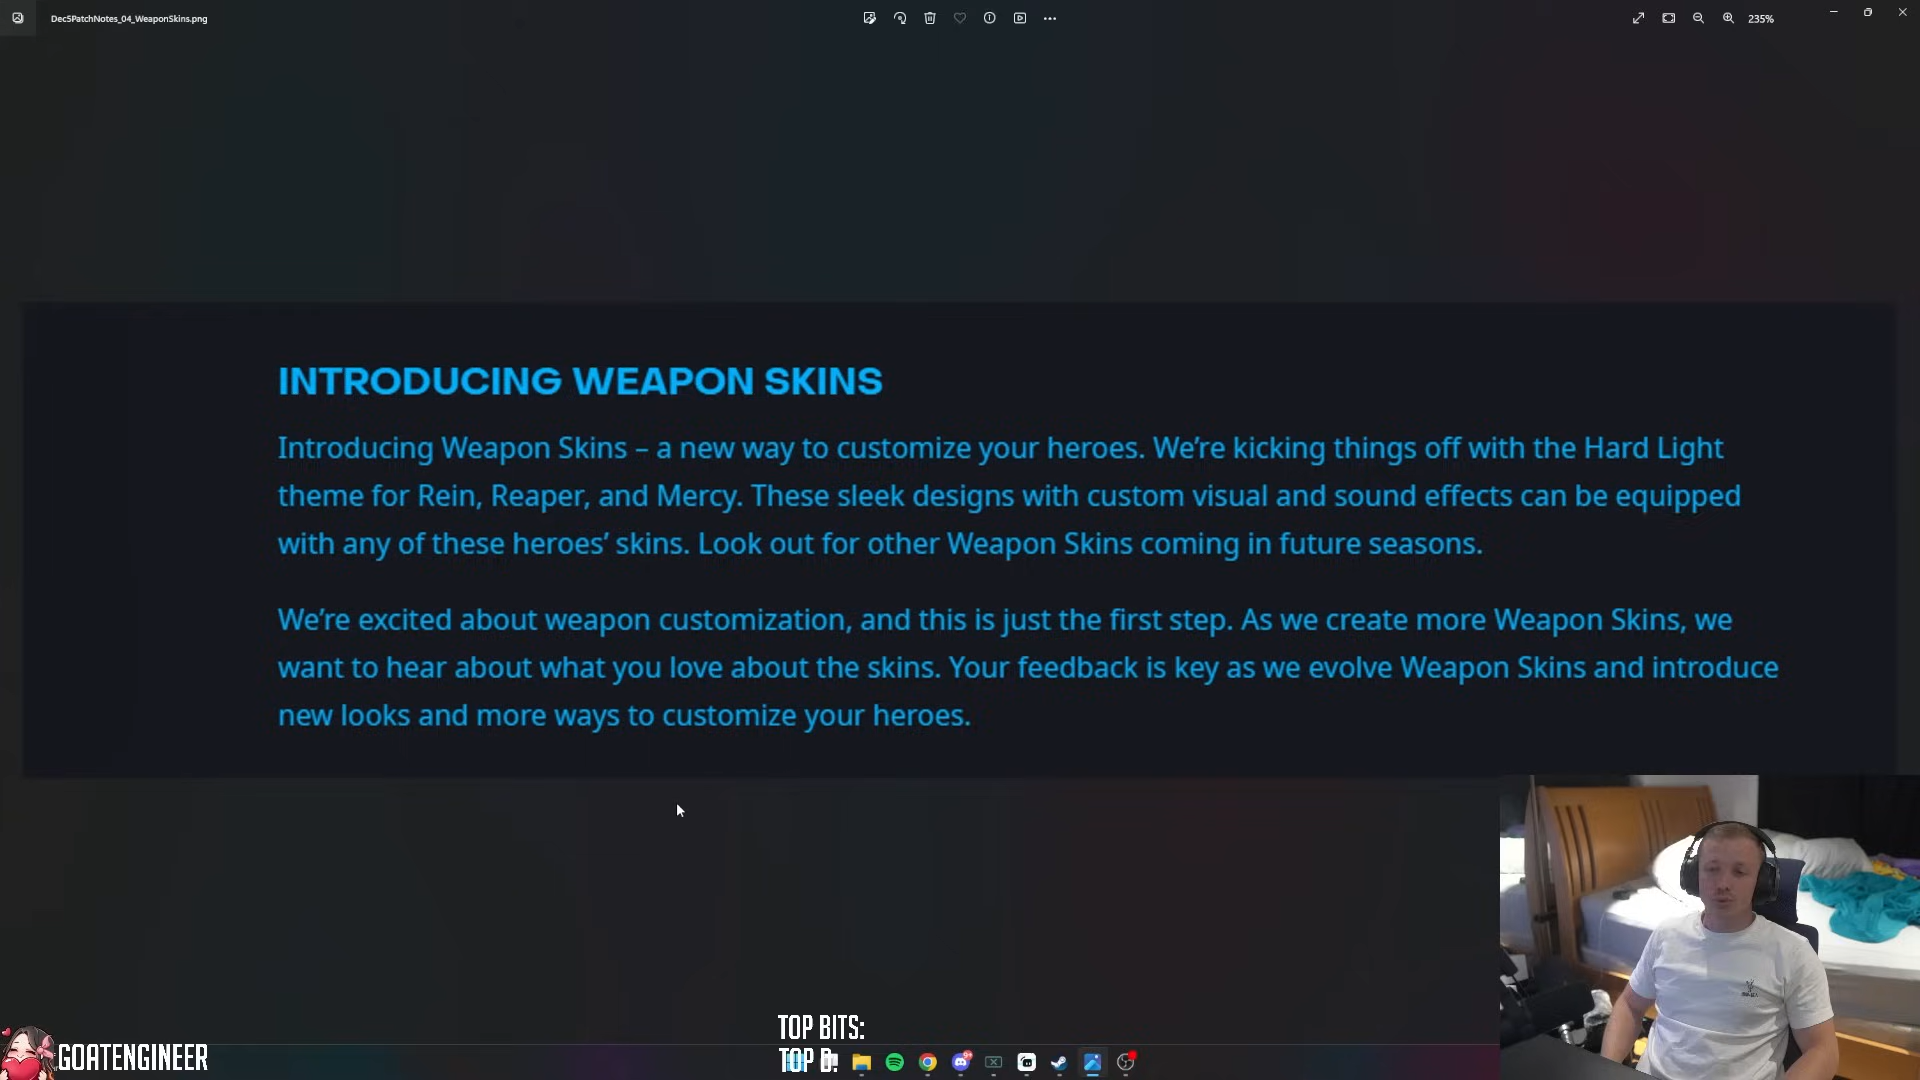 DecSPatchNotes_04_WeaponSkins.png
235%
INTRODUCING WEAPON SKINS
Introducing Weapon Skins – a new way to customize your heroes. We're kicking things off with the Hard Light
theme for Rein, Reaper, and Mercy. These sleek designs with custom visual and sound effects can be equipped
with any of these heroes' skins. Look out for other Weapon Skins coming in future seasons.
We're excited about weapon customization, and this is just the first step. As we create more Weapon Skins, we
want to hear about what you love about the skins. Your feedback is key as we evolve Weapon Skins and introduce
new looks and more ways to customize your heroes.
TOP BITS:
TOP D:
GOATENGINEER